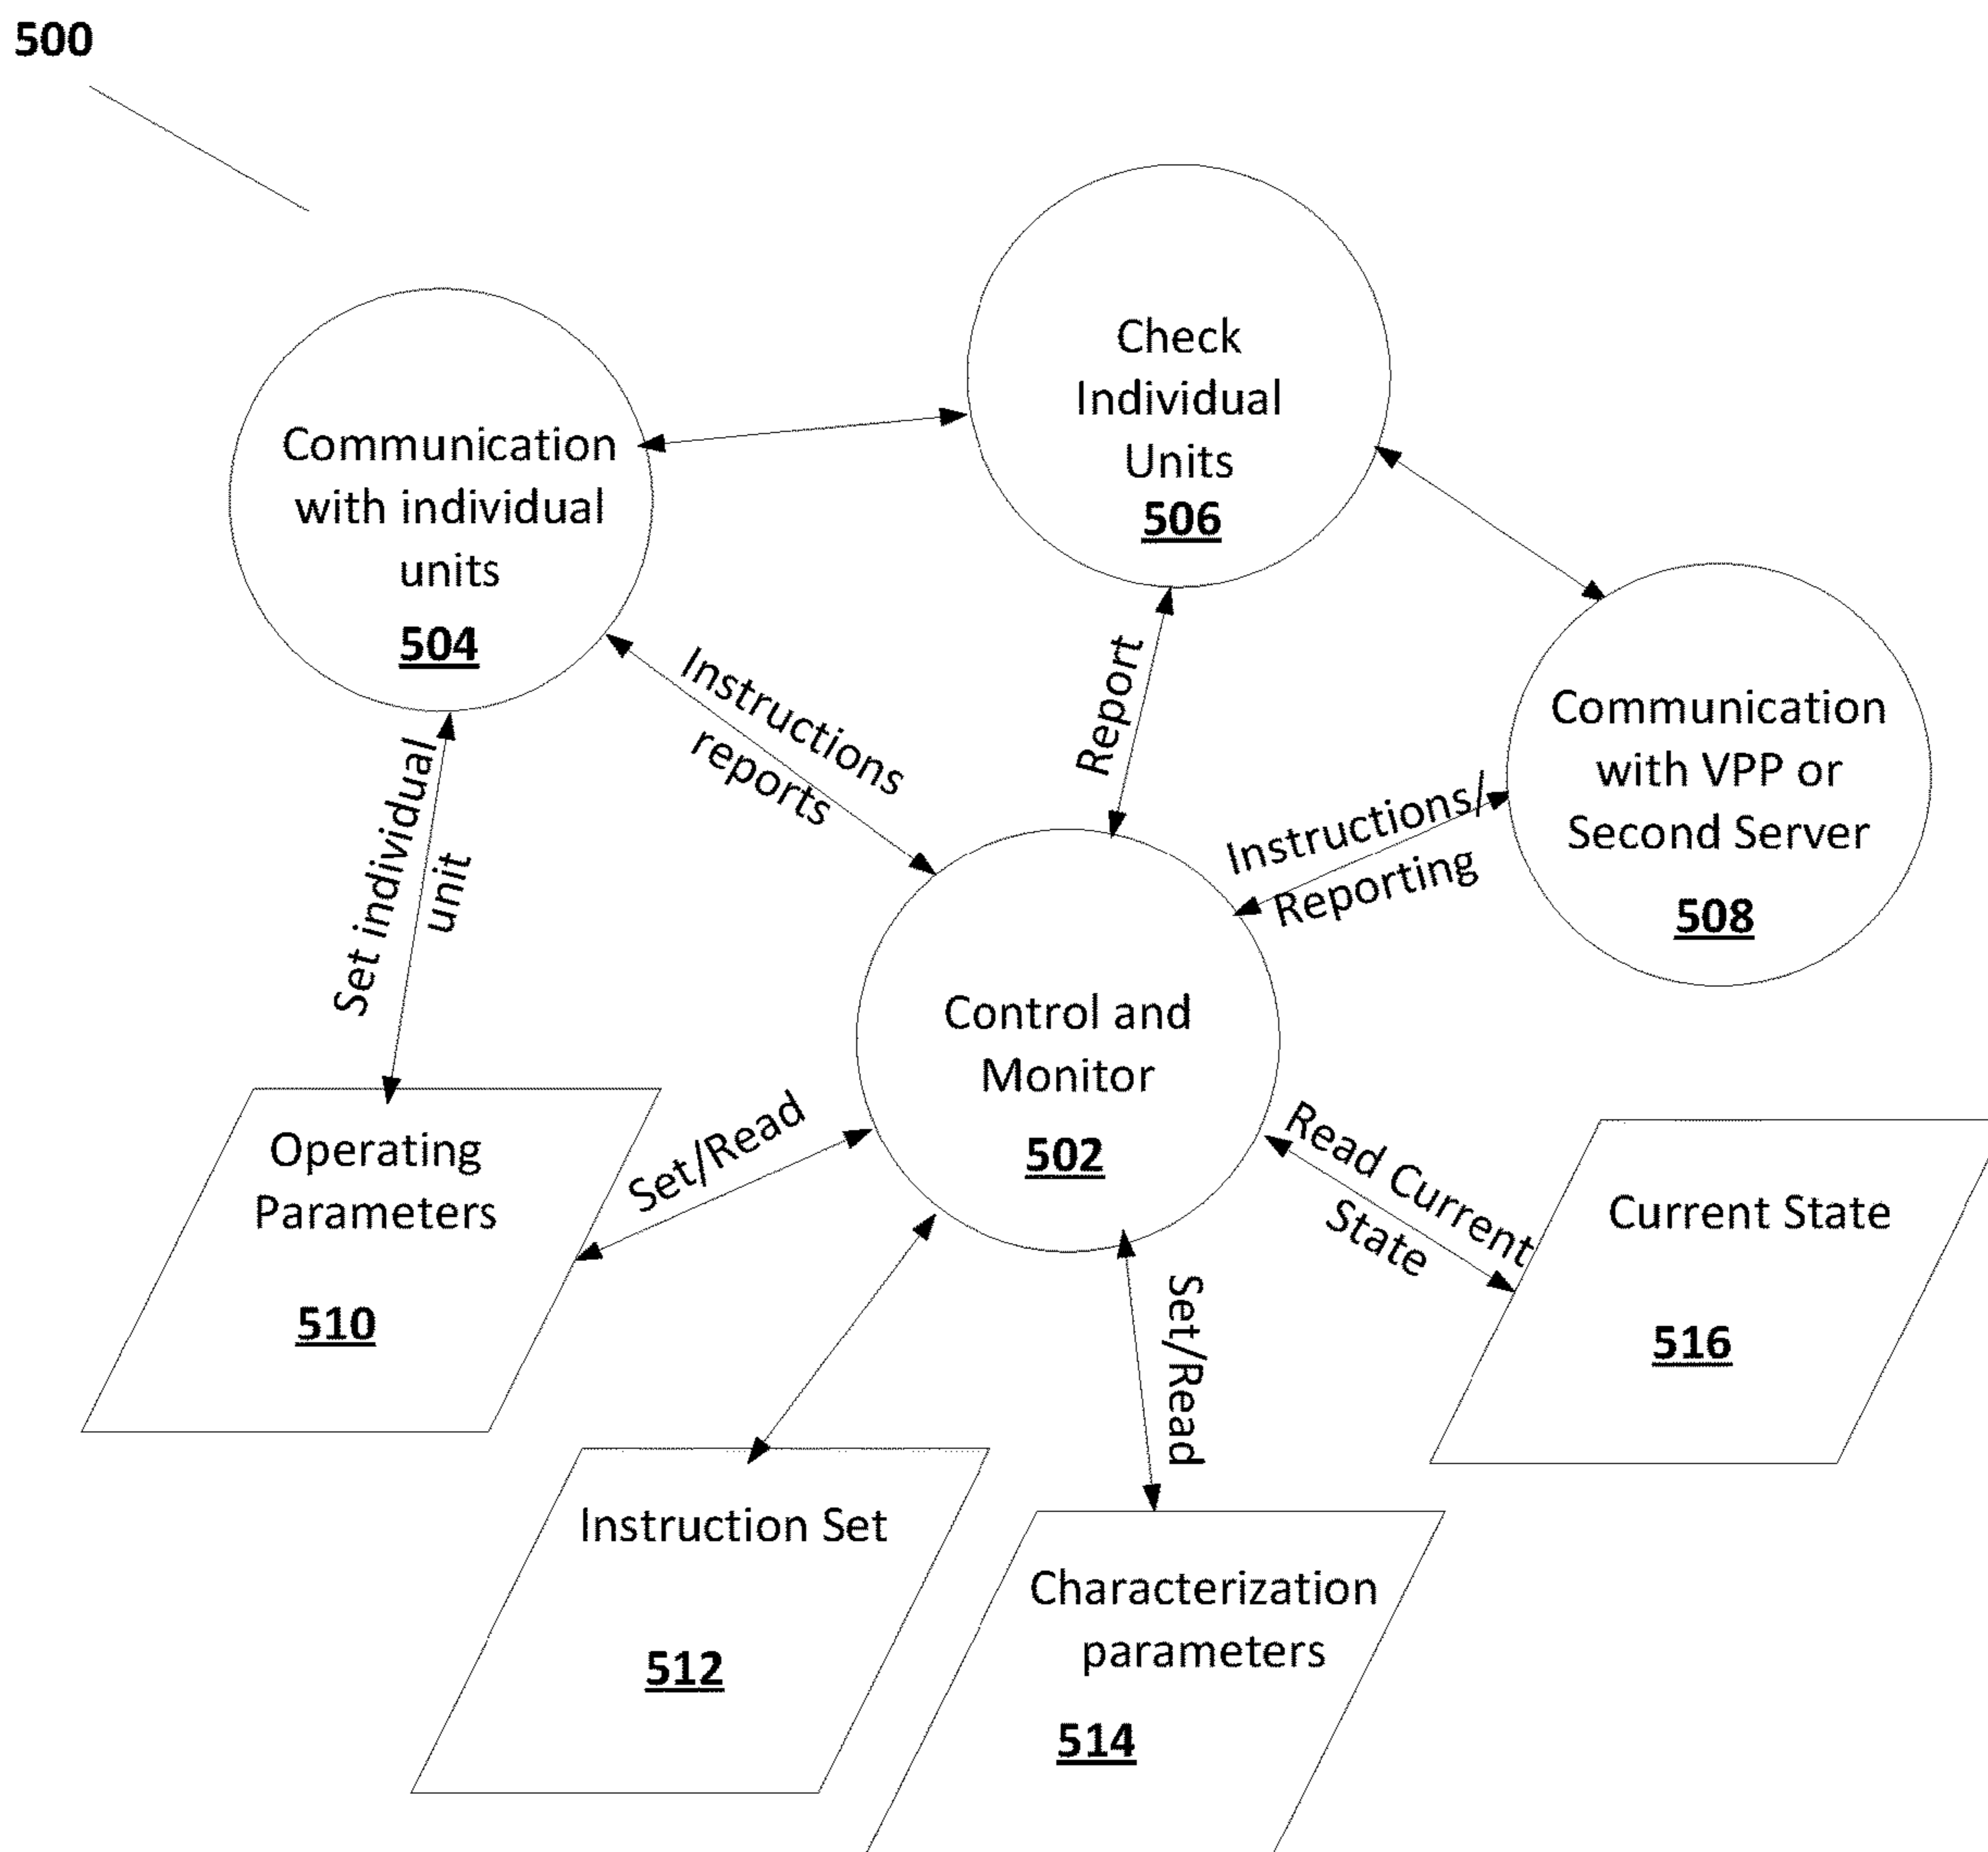 500
Check
Individual
Units
506
Communication
with individual
units
504
Instructions
reports
Report
Communication
with VPP or
Second Server
508
Instructions/
Reporting
Set individual
unit
Control and
Monitor
502
Operating
Parameters
510
Set/Read
Read Current
State
Current State
516
Set/Read
Instruction Set
512
Characterization
parameters
514